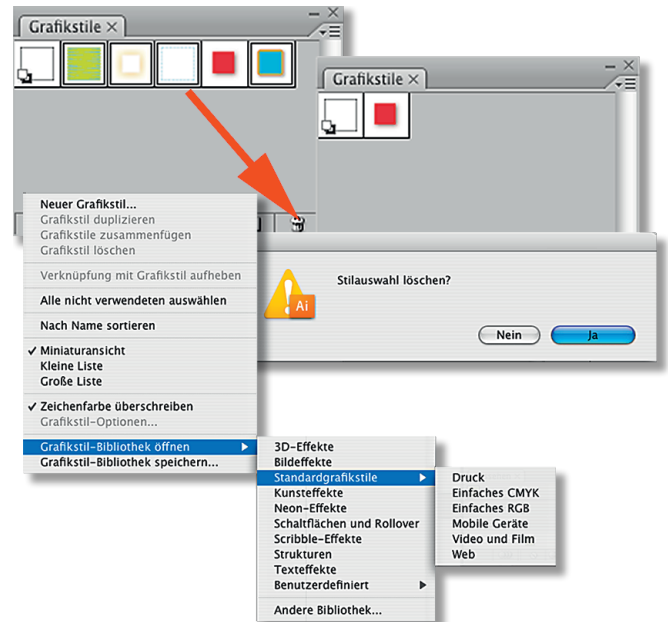 Grafikstile
Grafikstile
Neuer Grafikstil...
Grafikstil duplizieren
Grafikstile zusammenfügen
Grafikstil löschen
Verknüpfung mit Grafikstil aufheben
Alle nicht verwendeten auswählen
Nach Name sortieren
Miniaturansicht
Kleine Liste
Große Liste
Zeichenfarbe überschreiben
Grafikstil-Optionen...
Grafikstil-Bibliothek öffnen
Grafikstil-Bibliothek speichern...
Stilauswahl löschen?
Ai
Nein
Ja
3D-Effekte
Bildeffekte
Standardgrafikstile
Kunsteffekte
Neon-Effekte
Schaltflächen und Rollover
Scribble-Effekte
Strukturen
Texteffekte
Benutzerdefiniert
Andere Bibliothek...
Druck
Einfaches CMYK
Einfaches RGB
Mobile Geräte
Video und Film
Web